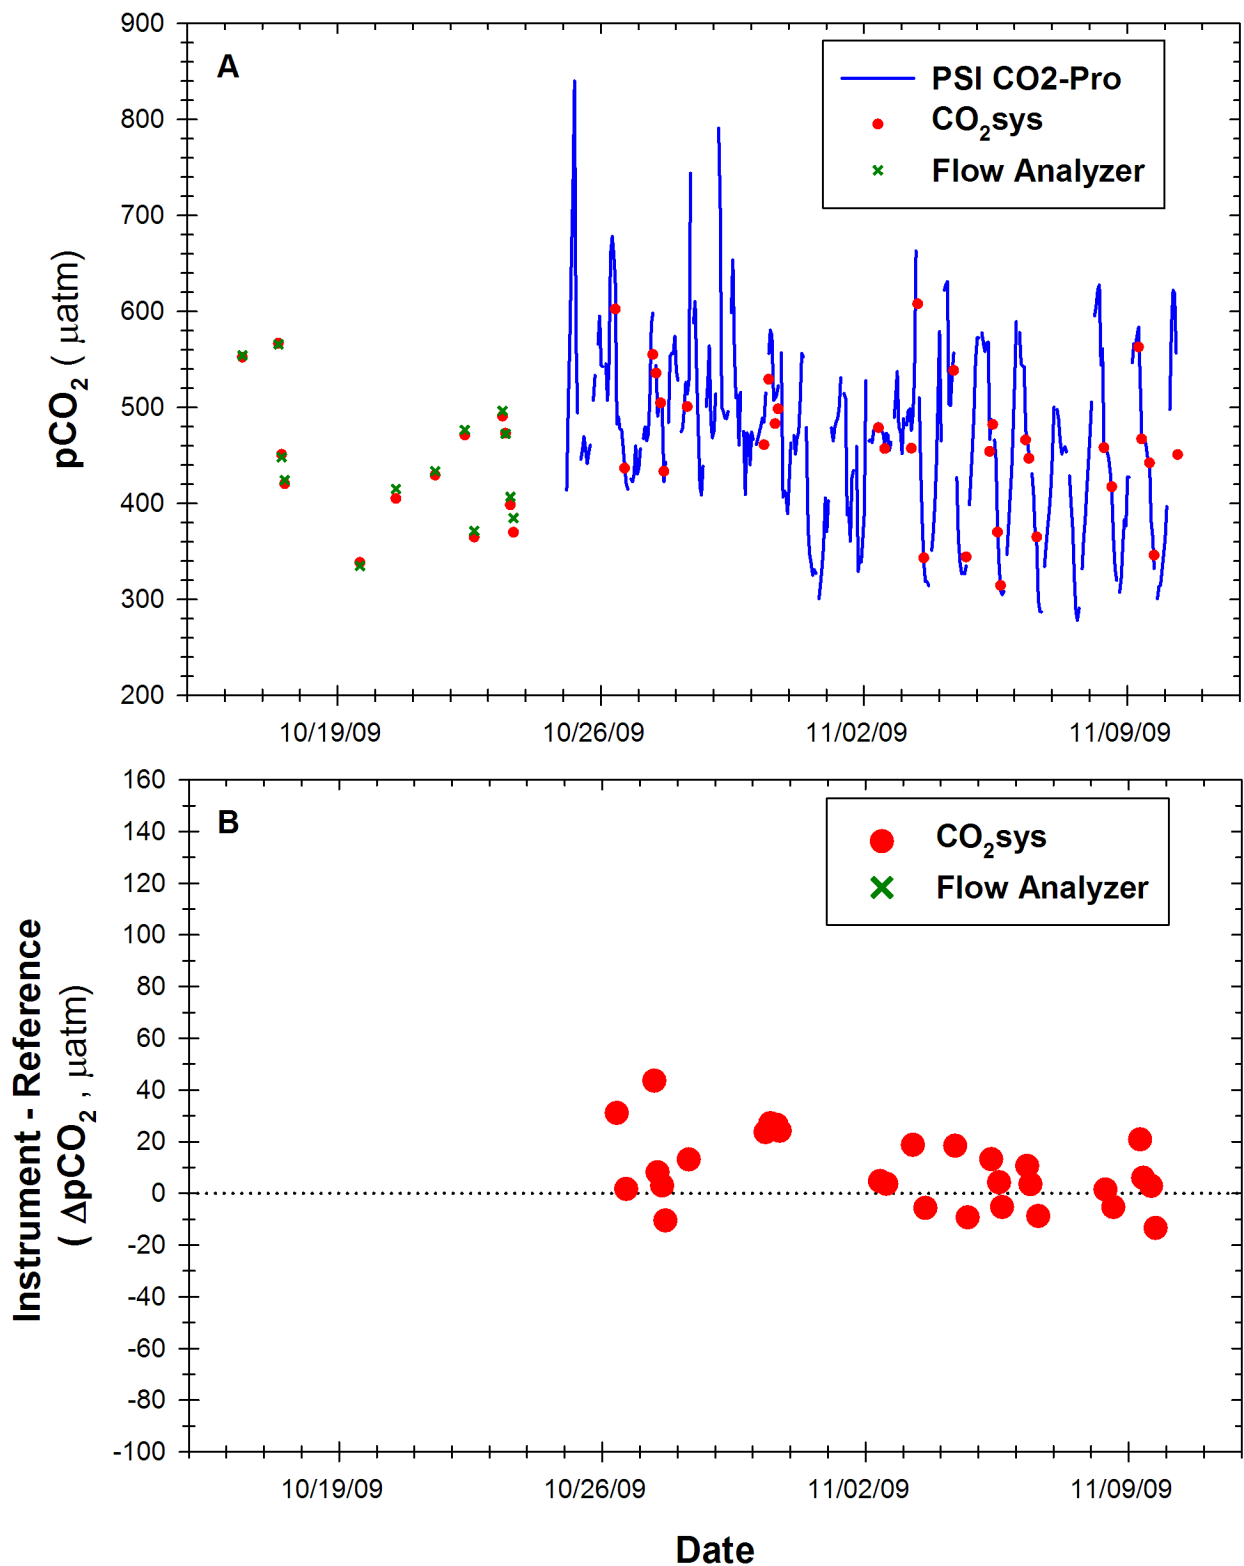 900
800
700
600
500
400
300
200
pCO2 ( μatm)
A
PSI CO2-Pro
CO2sys
Flow Analyzer
10/19/09 10/26/09 11/02/09 11/09/09
160
140
120
100
80
60
40
20
0
-20
-40
-60
-80
-100
Instrument - Reference
( ΔpCO2 , μatm)
B
CO2sys
Flow Analyzer
10/19/09 10/26/09 11/02/09 11/09/09
Date